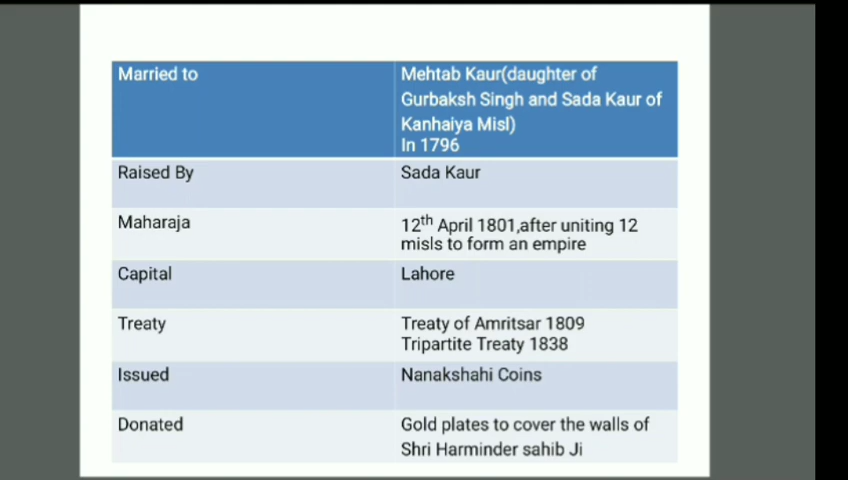 Married to
Mehtab Kaur(daughter of
Gurbaksh Singh and Sada Kaur of
Kanhaiya Misl)
In 1796
Raised By
Sada Kaur
Maharaja
12th April 1801,after uniting 12
misls to form an empire
Capital
Lahore
Treaty
Treaty of Amritsar 1809
Tripartite Treaty 1838
Issued
Nanakshahi Coins
Donated
Gold plates to cover the walls of
Shri Harminder sahib Ji